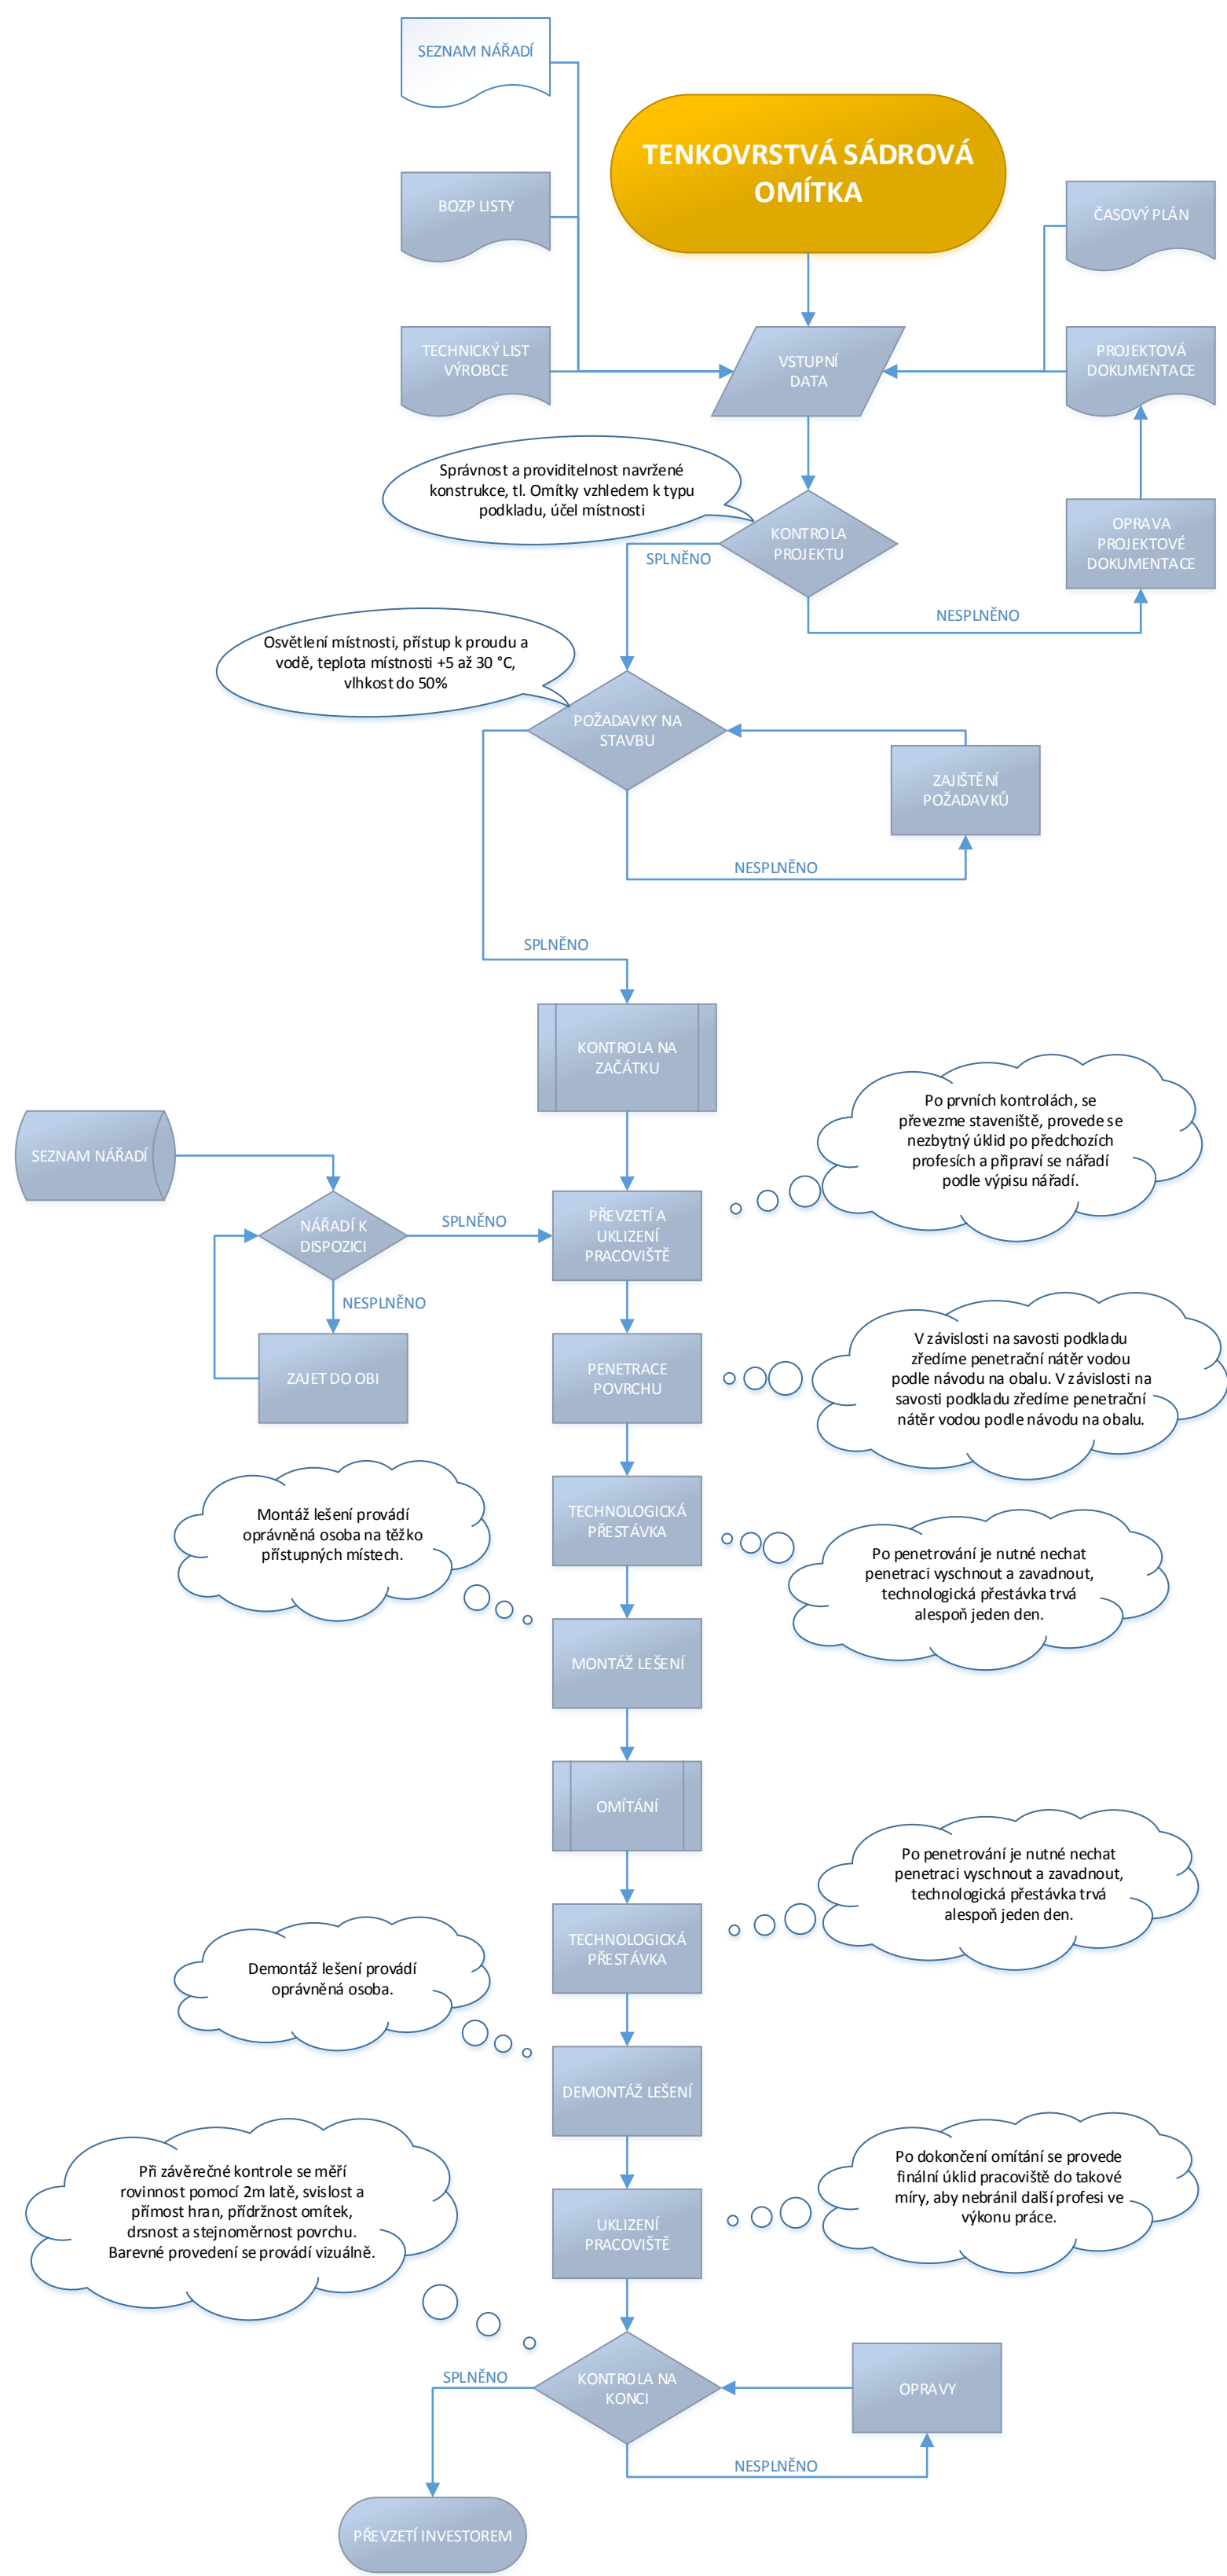 SEZNAM NÁŘADÍ
TENKOVRSTVÁ SÁDROVÁ
OMÍTKA
BOZP LISTY
ČASOVÝ PLÁN
TECHNICKÝ LIST
VÝROBCE
VSTUPNÍ
DATA
PROJEKTOVÁ
DOKUMENTACE
Správnost a providitelnost navržené
konstrukce, tl. Omítky vzhledem k typu
podkladu, účel místnosti
KONTROLA
PROJEKTU
OPRAVA
PROJEKTOVÉ
DOKUMENTACE
SPLNĚNO
NESPLNĚNO
Osvětlení místnosti, přístup k proudu a
vodě, teplota místnosti +5 až 30 °C,
vlhkost do 50%
POŽADAVKY NA
STAVBU
ZAJIŠTĚNÍ
POŽADAVKŮ
NESPLNĚNO
SPLNĚNO
KONTROLA NA
ZAČÁTKU
Po prvních kontrolách, se
převezme staveniště, provede se
nezbytný úklid po předchozích
profesích a připraví se nářadí
podle výpisu nářadí.
SEZNAM NÁŘADÍ
NÁŘADÍ K
DISPOZICI
SPLNĚNO
PŘEVZETÍ A
UKLIZENÍ
PRACOVIŠTĚ
NESPLNĚNO
ZAJET DO OBI
PENETRACE
POVRCHU
V závislosti na savosti podkladu
zředíme penetrační nátěr vodou
podle návodu na obalu. V závislosti na
savosti podkladu zředíme penetrační
nátěr vodou podle návodu na obalu.
Montáž lešení provádí
oprávněná osoba na těžko
přístupných místech.
TECHNOLOGICKÁ
PŘESTÁVKA
Po penetrování je nutné nechat
penetraci vyschnout a zavadnout,
technologická přestávka trvá
alespoň jeden den.
MONTÁŽ LEŠENÍ
OMÍTÁNÍ
Po penetrování je nutné nechat
penetraci vyschnout a zavadnout,
technologická přestávka trvá
alespoň jeden den.
TECHNOLOGICKÁ
PŘESTÁVKA
Demontáž lešení provádí
oprávněná osoba.
DEMONTÁŽ LEŠENÍ
Při závěrečné kontrole se měří
rovinnost pomocí 2m latě, svislost a
přímost hran, přídržnost omítek,
drsnost a stejnoměrnost povrchu.
Barevné provedení se provádí vizuálně.
Po dokončení omítání se provede
finální úklid pracoviště do takové
míry, aby nebránil další profesi ve
výkonu práce.
UKLIZENÍ
PRACOVIŠTĚ
SPLNĚNO
KONTROLA NA
KONCI
OPRAVY
NESPLNĚNO
PŘEVZETÍ INVESTOREM